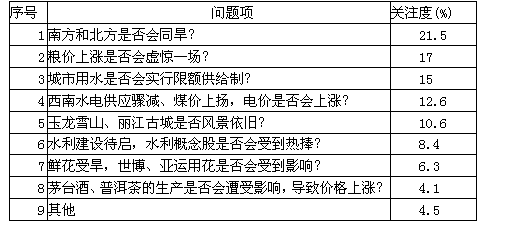 序号 问题项 关注度(%)
1 南方和北方是否会同旱? 21.5
2 粮价上涨是否会虚惊一场? 17
3 城市用水是否会实行限额供给制? 15
4 西南水电供应骤减、煤价上扬,电价是否会上涨? 12.6
5 玉龙雪山、丽江古城是否风景依旧? 10.6
6 水利建设待启,水利概念股是否会受到热捧? 8.4
7 鲜花受旱,世博、亚运用花是否会受到影响? 6.3
8 茅台酒、普洱茶的生产是否会遭受影响,导致价格上涨? 4.1
9 其他 4.5